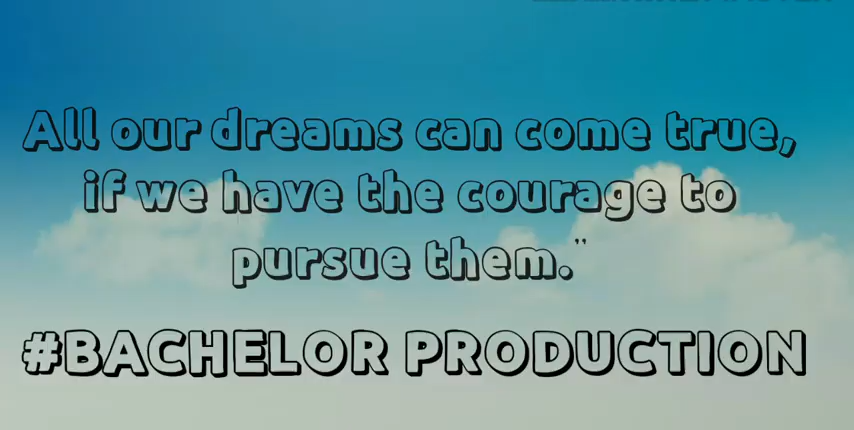 All our dreams can come true,
if we have the courage to
pursue them."
#BACHELOR PRODUCTION